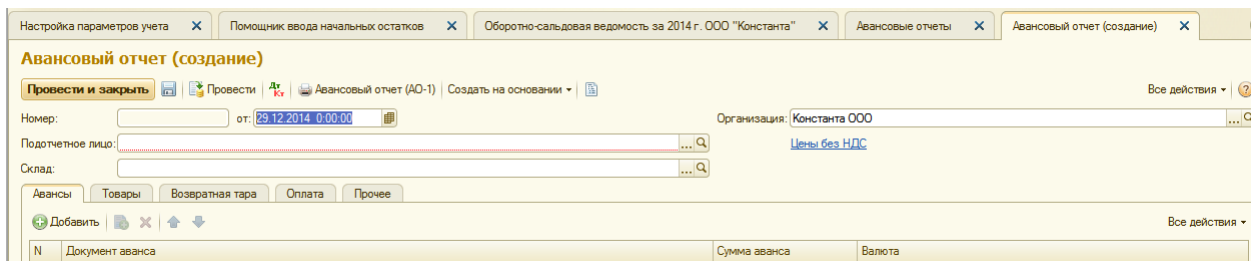 Настройка параметров учета Помощник ввода начальных остатков Оборотно-сальдовая ведомость за 2014 г. ООО "Константа" Авансовые отчеты Авансовый отчет (создание)
Авансовый отчет (создание)
Провести и закрыть Провести Дт Кт Авансовый отчет (АО-1) Создать на основании Все действия ?
Номер: от: 29.12.2014 0:00:00 Организация: Константа ООО ...
Подотчетное лицо: ... Цены без НДС
Склад: ...
Авансы Товары Возвратная тара Оплата Прочее
Добавить Все действия
N Документ аванса Сумма аванса Валюта